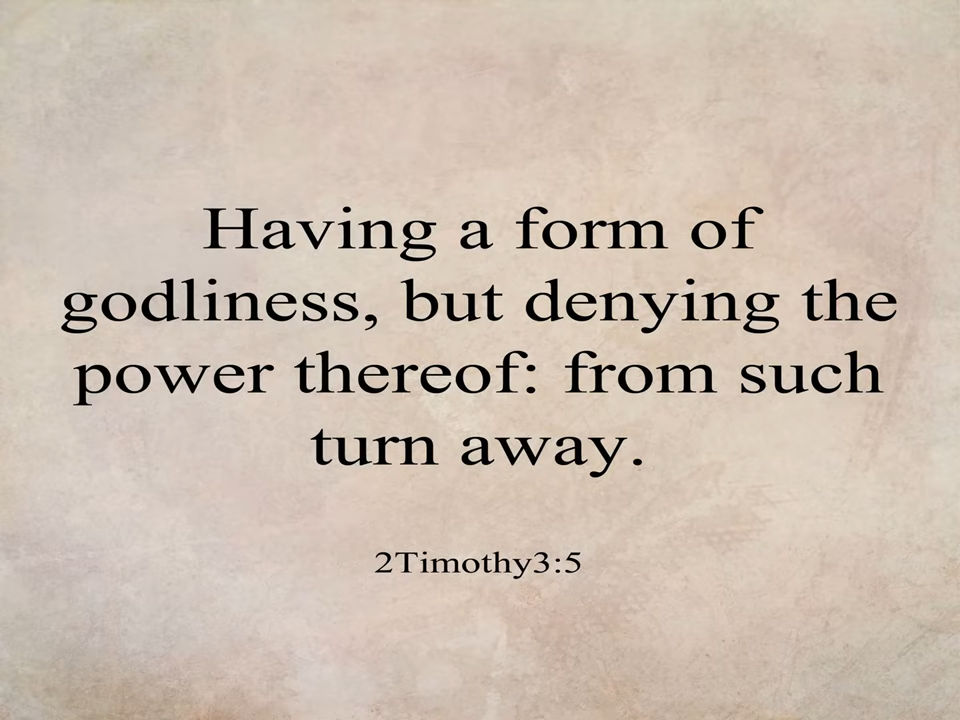 Having a form of
godliness, but denying the
power thereof: from such
turn away.
2Timothy3:5